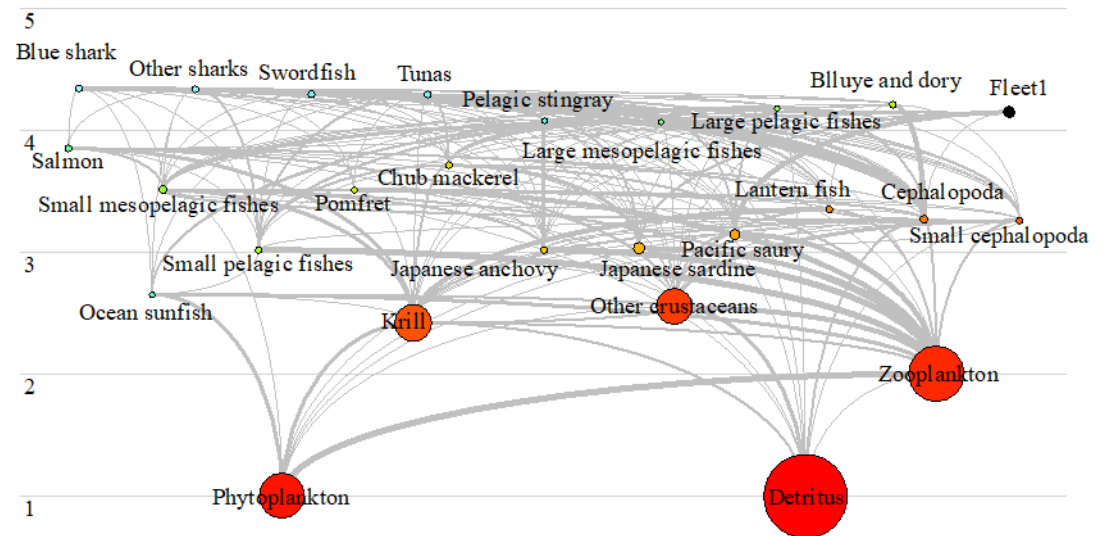 5
Blue shark
Other sharks
Swordfish
Tunas
Blluye and dory
Fleet1
Pelagic stingray
Large pelagic fishes
4
Salmon
Large mesopelagic fishes
Chub mackerel
Lantern fish
Cephalopoda
Small mesopelagic fishes
Pomfret
Small cephalopoda
Pacific saury
3
Small pelagic fishes
Japanese anchovy
Japanese sardine
Ocean sunfish
Other crustaceans
Krill
2
Zooplankton
Phytoplankton
Detritus
1